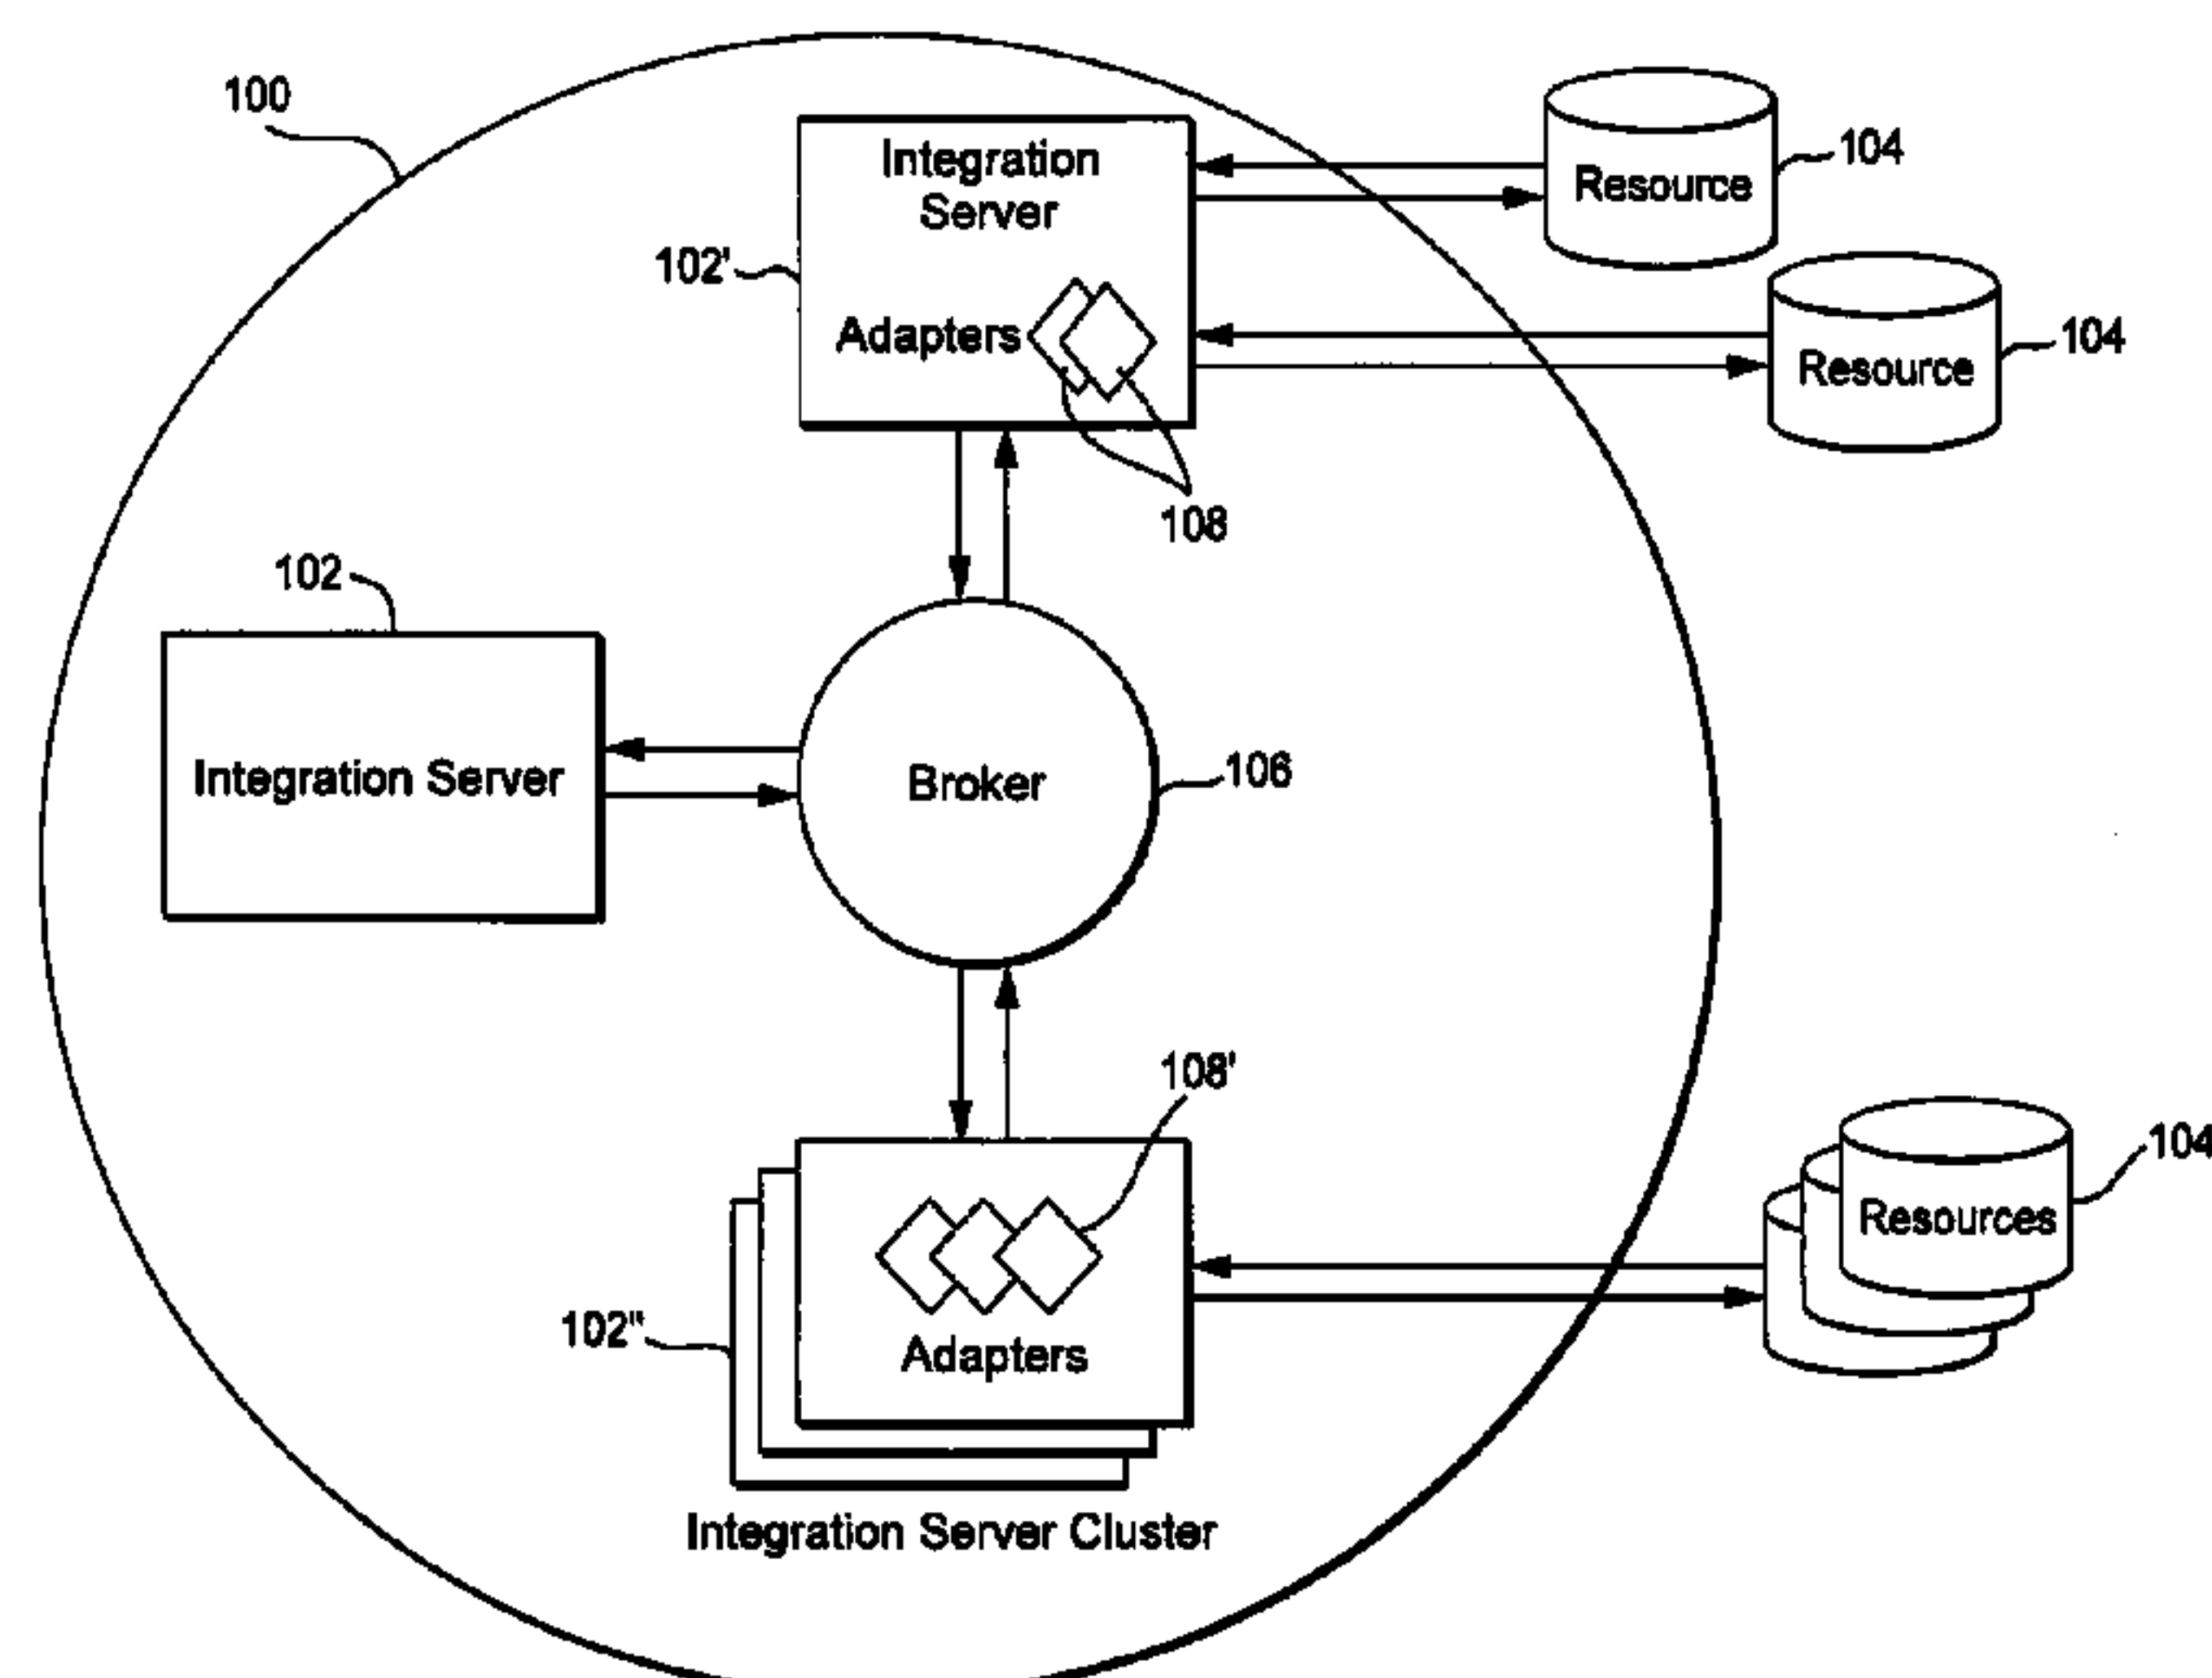 100
Integration
Server
Resource
104
102'
Adapters
Resource
104
108
102
Integration Server
Broker
106
108'
Resources
104
102"
Adapters
Integration Server Cluster